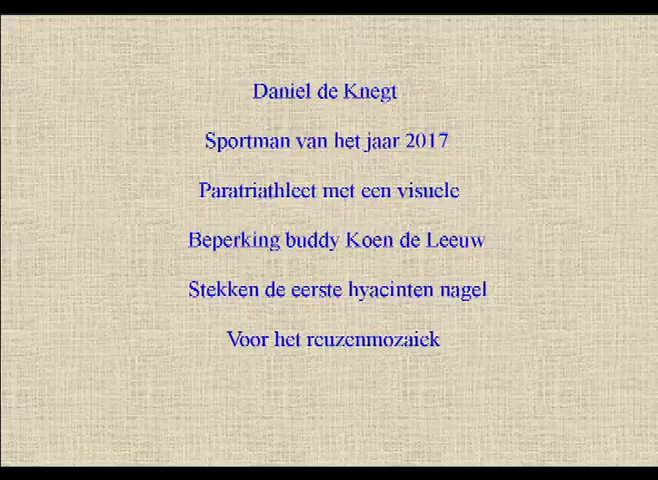 Daniel de Knegt
Sportman van het jaar 2017
Paratriathleet met een visuele
Beperking buddy Koen de Leeuw
Stekken de eerste hyacinten nagel
Voor het reuzenmozaiek